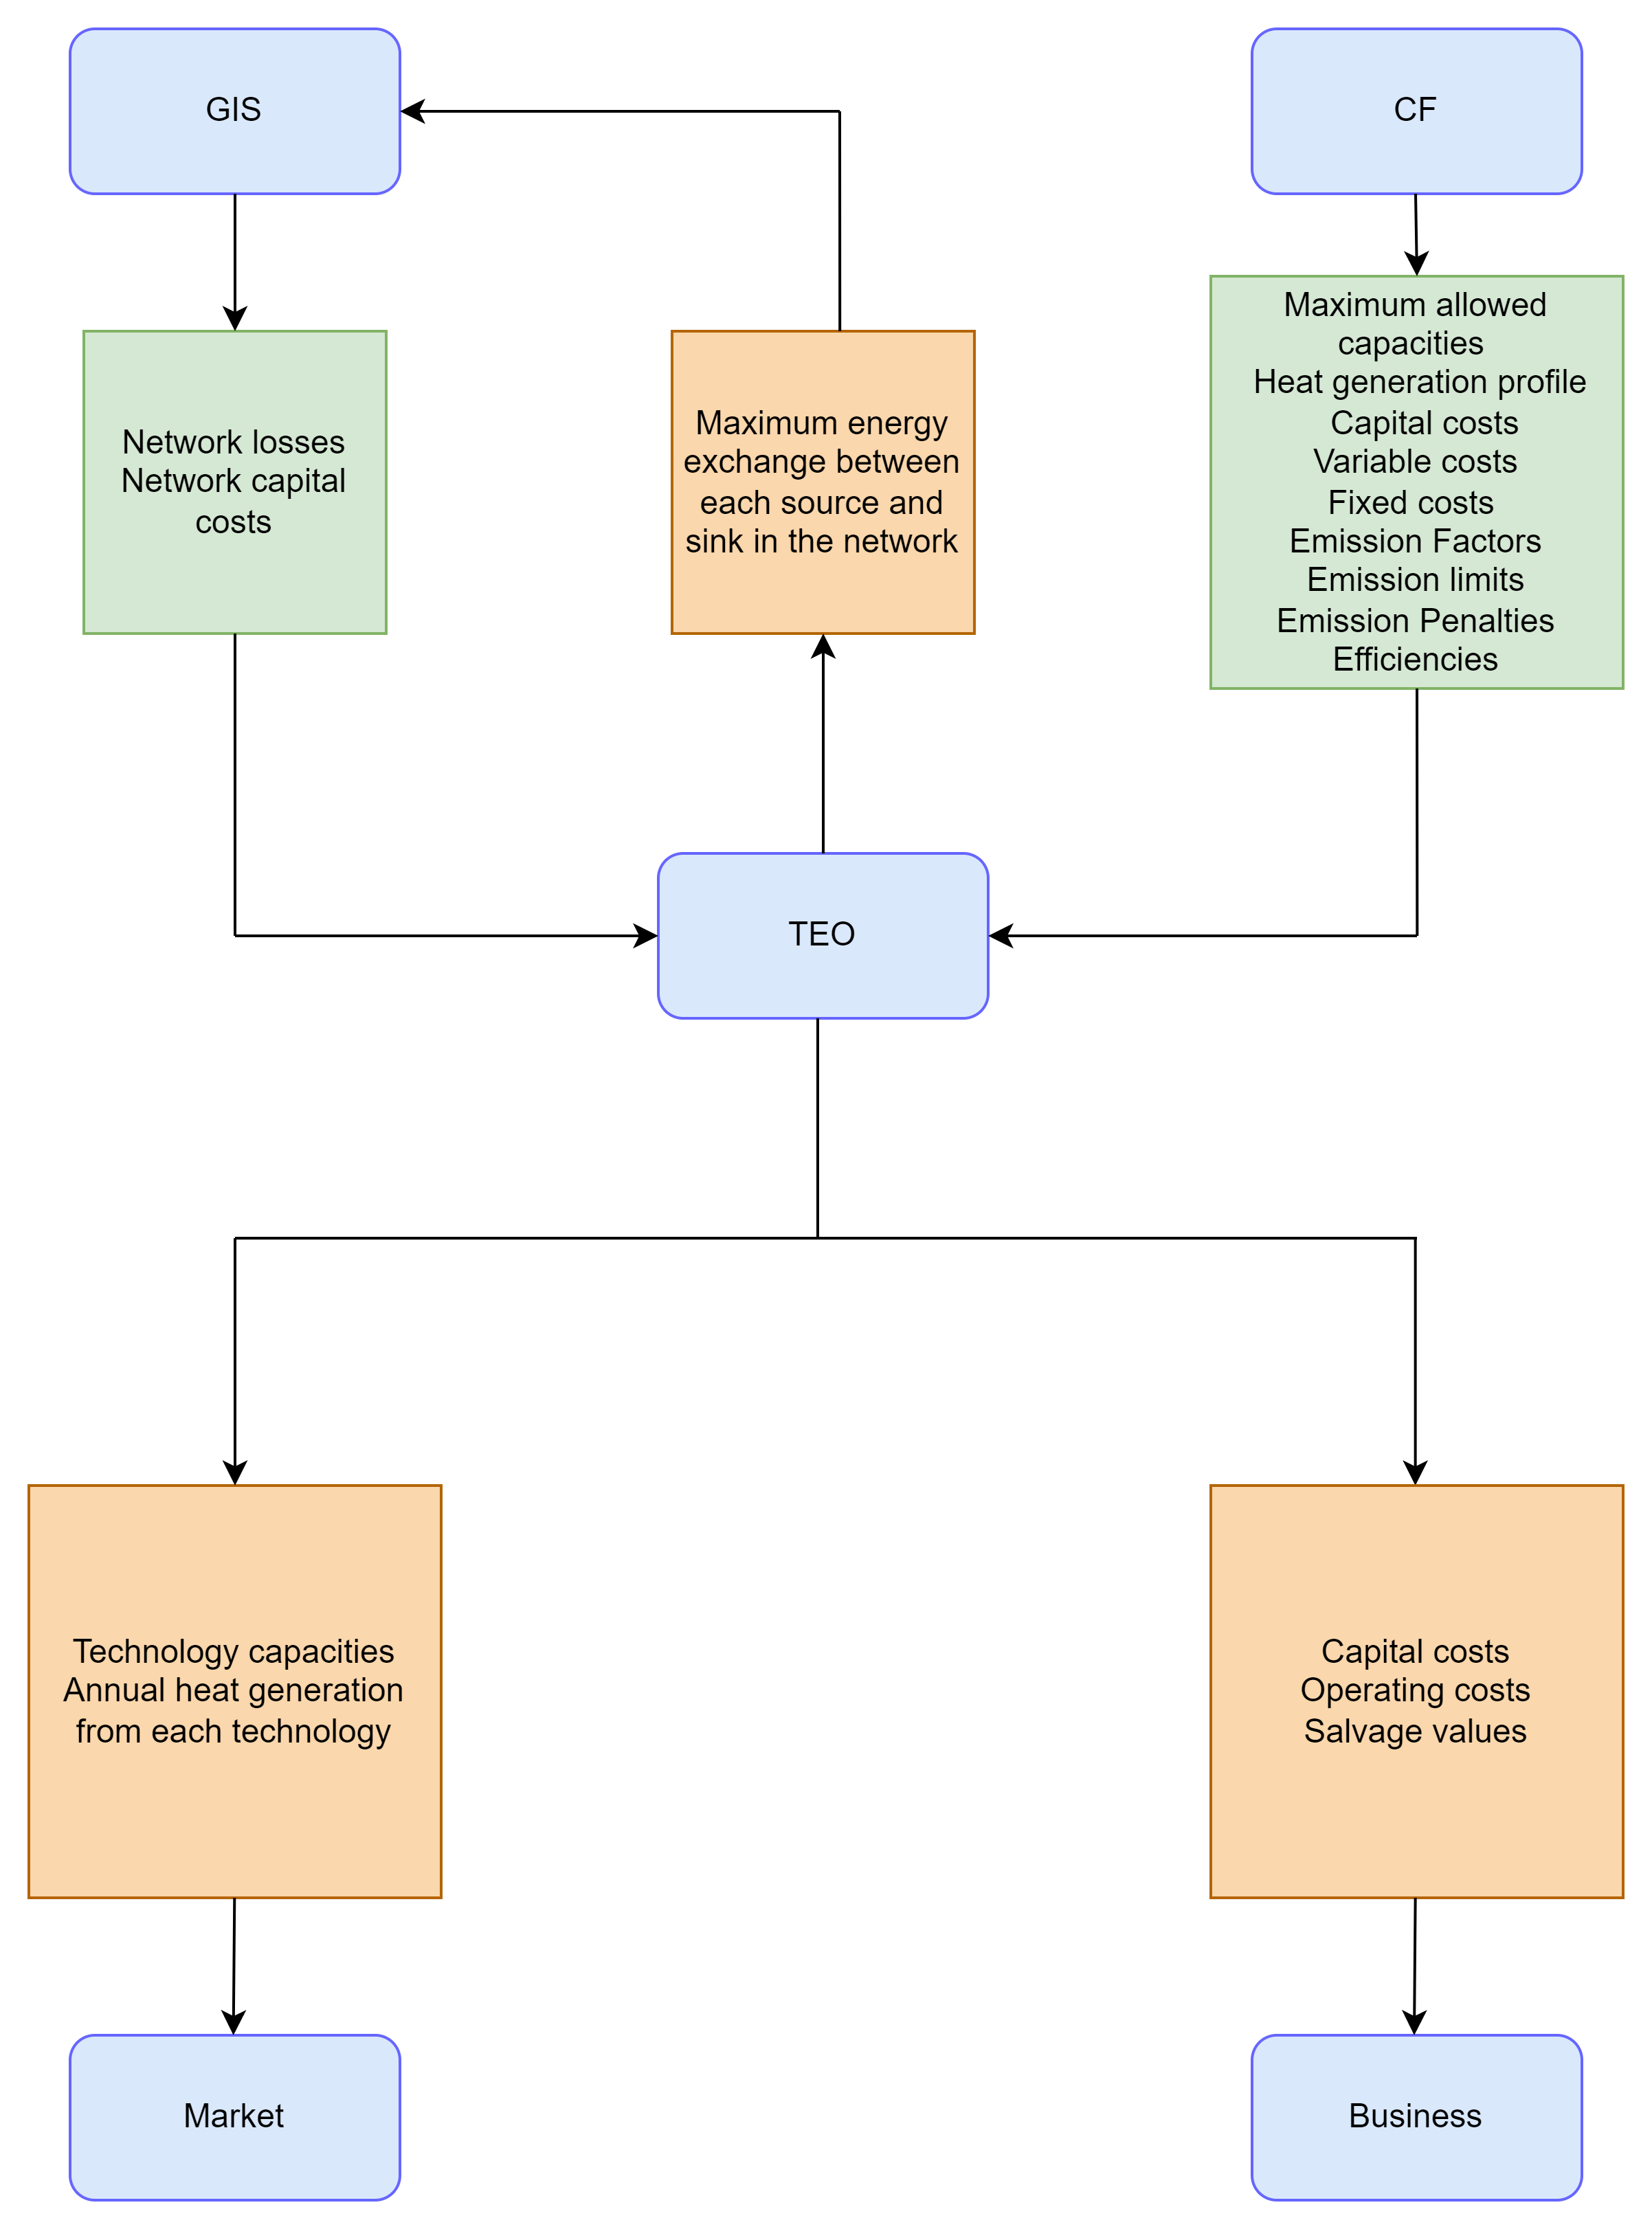 GIS
CF
Network losses
Network capital
costs
Maximum energy
exchange between
each source and
sink in the network
Maximum allowed
capacities
Heat generation profile
Capital costs
Variable costs
Fixed costs
Emission Factors
Emission limits
Emission Penalties
Efficiencies
TEO
Technology capacities
Annual heat generation
from each technology
Capital costs
Operating costs
Salvage values
Market
Business